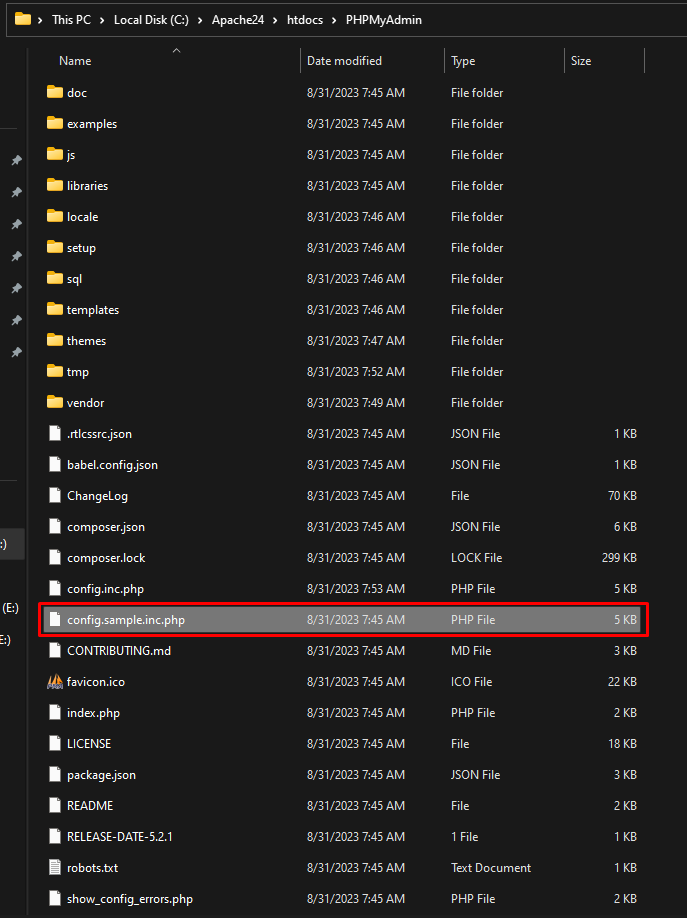 This PC > Local Disk (C:) > Apache24 > htdocs > PHPMyAdmin
Name Date modified Type Size
doc 8/31/2023 7:45 AM File folder
examples 8/31/2023 7:45 AM File folder
js 8/31/2023 7:45 AM File folder
libraries 8/31/2023 7:45 AM File folder
locale 8/31/2023 7:46 AM File folder
setup 8/31/2023 7:46 AM File folder
sql 8/31/2023 7:46 AM File folder
templates 8/31/2023 7:46 AM File folder
themes 8/31/2023 7:47 AM File folder
tmp 8/31/2023 7:52 AM File folder
vendor 8/31/2023 7:49 AM File folder
.rtlcssrc.json 8/31/2023 7:45 AM JSON File 1 KB
babel.config.json 8/31/2023 7:45 AM JSON File 1 KB
ChangeLog 8/31/2023 7:45 AM File 70 KB
composer.json 8/31/2023 7:45 AM JSON File 6 KB
:) composer.lock 8/31/2023 7:45 AM LOCK File 299 KB
config.inc.php 8/31/2023 7:53 AM PHP File 5 KB
(E:) config.sample.inc.php 8/31/2023 7:45 AM PHP File 5 KB
E:) CONTRIBUTING.md 8/31/2023 7:45 AM MD File 3 KB
favicon.ico 8/31/2023 7:45 AM ICO File 22 KB
index.php 8/31/2023 7:45 AM PHP File 2 KB
LICENSE 8/31/2023 7:45 AM File 18 KB
package.json 8/31/2023 7:45 AM JSON File 3 KB
README 8/31/2023 7:45 AM File 2 KB
RELEASE-DATE-5.2.1 8/31/2023 7:45 AM 1 File 1 KB
robots.txt 8/31/2023 7:45 AM Text Document 1 KB
show_config_errors.php 8/31/2023 7:45 AM PHP File 2 KB